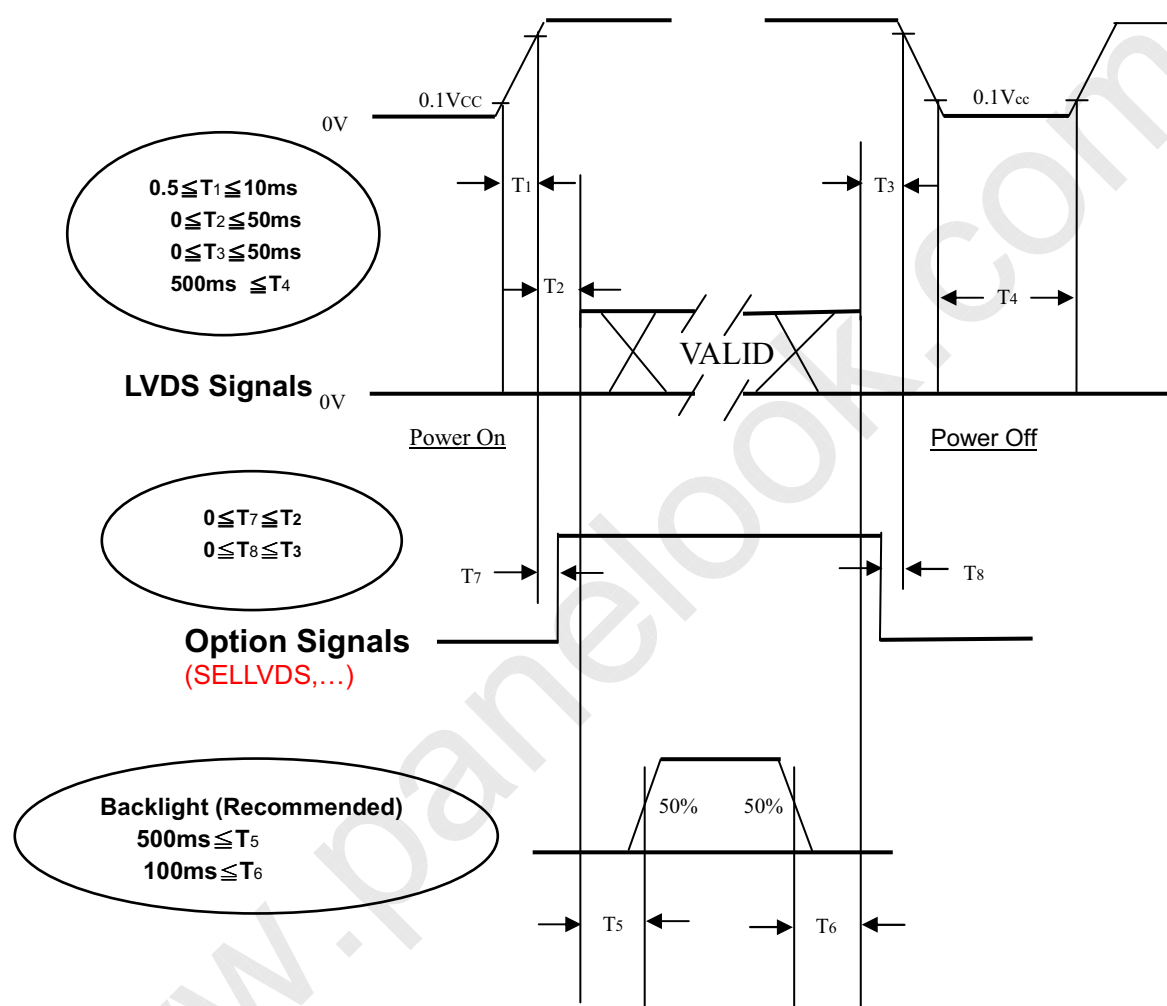 0.1VCC
0.1Vcc
0V
0.5≦T1≦10ms
0≦T2≦50ms
0≦T3≦50ms
500ms ≦T4
T1
T3
T2
T4
VALID
LVDS Signals
0V
Power On
Power Off
0≦T7≦T2
0≦T8≦T3
T7
T8
Option Signals
(SELLVDS,…)
Backlight (Recommended)
500ms≦T5
100ms≦T6
50%
50%
T5
T6
www.panelook.com